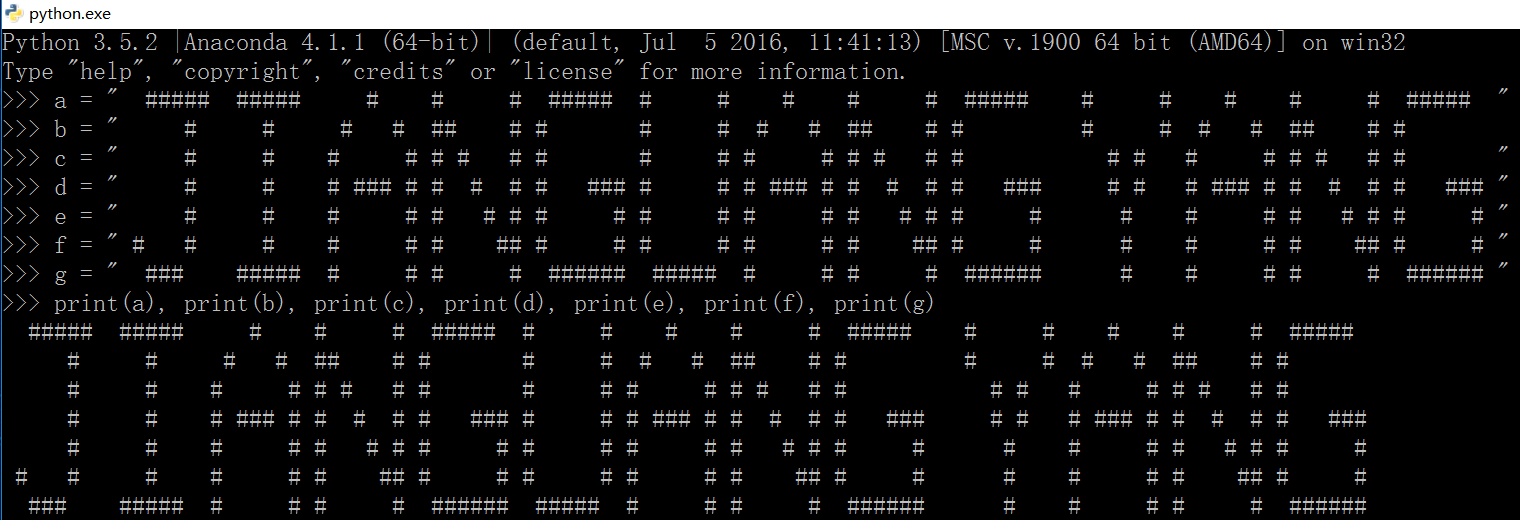 python.exe
Python 3.5.2 |Anaconda 4.1.1 (64-bit)| (default, Jul  5 2016, 11:41:13) [MSC v.1900 64 bit (AMD64)] on win32
Type "help", "copyright", "credits" or "license" for more information.
>>> a = "  #####  #####     #    #     #  #####  #     #    #    #     #  #####    #     #    #    #     #  #####  "
>>> b = "     #     #     #   #  ##    # #       #     #  #   #  ##    # #         #     #  #   #  ##    # #
>>> c = "     #     #    #     # # #   # #       #     # #     # # #   # #           # #   #     # # #   # #       "
>>> d = "     #     #    # ### # #  #  # #   ### #     # # ### # #  #  # #   ###     # #   # ### # #  #  # #   ### "
>>> e = "     #     #    #     # #   # # #     # #     # #     # #   # # #     #      #    #     # #   # # #     # "
>>> f = " #   #     #    #     # #    ## #     # #     # #     # #    ## #     #      #    #     # #    ## #     # "
>>> g = "  ###    #####  #     # #     # ###### #####  #     # #     # ######       #    #     # #     # ###### "
>>> print(a), print(b), print(c), print(d), print(e), print(f), print(g)
  #####  #####     #    #     #  #####  #     #    #    #     #  #####    #     #    #    #     #  #####
     #     #     #   #  ##    # #       #     #  #   #  ##    # #         #     #  #   #  ##    # #
     #     #    #     # # #   # #       #     # #     # # #   # #           # #   #     # # #   # #
     #     #    # ### # #  #  # #   ### #     # # ### # #  #  # #   ###     # #   # ### # #  #  # #   ###
     #     #    #     # #   # # #     # #     # #     # #   # # #     #      #    #     # #   # # #     #
 #   #     #    #     # #    ## #     # #     # #     # #    ## #     #      #    #     # #    ## #     #
  ###    #####  #     # #     # ###### #####  #     # #     # ######       #    #     # #     # ######